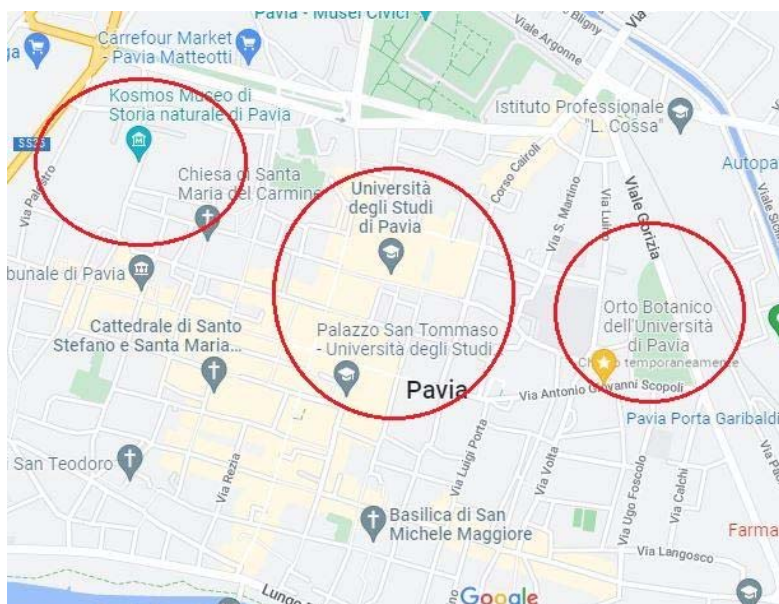 Pavia - Musei Civici
Bligny
Viale Argonne
Carrefour Market
- Pavia Matteotti
Kosmos Museo di
Storia naturale di Pavia
Istituto Professionale
"L. Cossa"
SS35
Via Palestro
Chiesa di Santa
Maria del Carmine
Università
degli Studi
di Pavia
Corso Cairoli
Via S. Martino
Via Luino
Viale Gorizia
Viale
Autopa
bunale di Pavia
Cattedrale di Santo
Stefano e Santa Maria...
Palazzo San Tommaso
- Università degli Studi...
Orto Botanico
dell'Università
di Pavia
temporaneamente
Pavia
Via Antonio Giovanni Scopoli
Pavia Porta Garibaldi
San Teodoro
Via Rezia
Via Luigi Porta
Via Volta
Via Ugo Foscolo
Via Calchi
Basilica di San
Michele Maggiore
Farma
Via Langosco
Lungo
Google